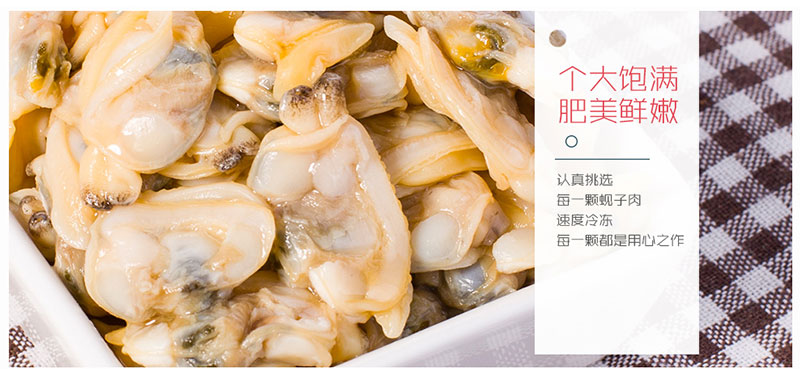 个大饱满
肥美鲜嫩
认真挑选
每一颗蚬子肉
速度冷冻
每一颗都是用心之作